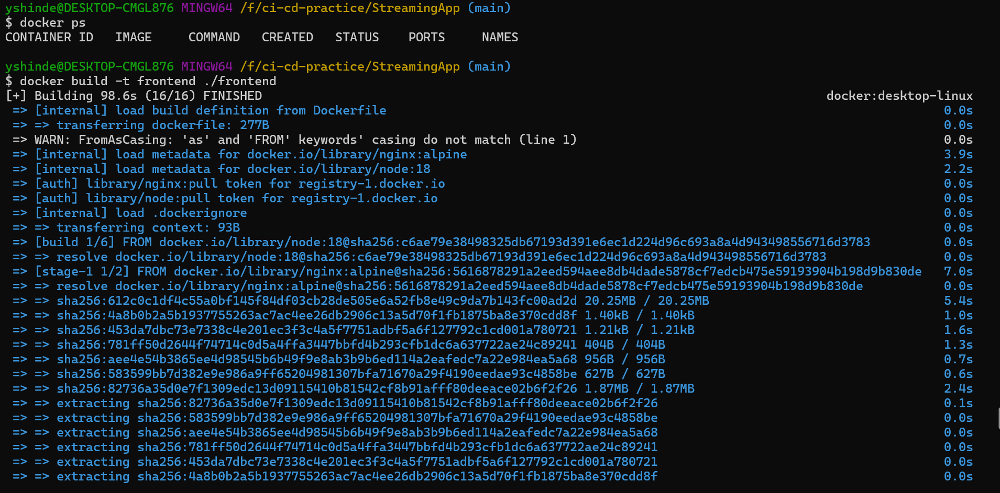 yshinde@DESKTOP-CMGL876 MINGW64 /f/ci-cd-practice/StreamingApp (main)
$ docker ps
CONTAINER ID   IMAGE     COMMAND   CREATED   STATUS    PORTS     NAMES
yshinde@DESKTOP-CMGL876 MINGW64 /f/ci-cd-practice/StreamingApp (main)
$ docker build -t frontend ./frontend
[+] Building 98.6s (16/16) FINISHED docker:desktop-linux
=> [internal] load build definition from Dockerfile 0.0s
=> => transferring dockerfile: 277B 0.0s
=> WARN: FromAsCasing: 'as' and 'FROM' keywords' casing do not match (line 1) 0.0s
=> [internal] load metadata for docker.io/library/nginx:alpine 3.9s
=> [internal] load metadata for docker.io/library/node:18 2.2s
=> [auth] library/nginx:pull token for registry-1.docker.io 0.0s
=> [auth] library/node:pull token for registry-1.docker.io 0.0s
=> [internal] load .dockerignore 0.0s
=> => transferring context: 93B 0.0s
=> [build 1/6] FROM docker.io/library/node:18@sha256:c6ae79e38498325db67193d391e6ec1d224d96c693a8a4d943498556716d3783 0.0s
=> => resolve docker.io/library/node:18@sha256:c6ae79e38498325db67193d391e6ec1d224d96c693a8a4d943498556716d3783 0.0s
=> [stage-1 1/2] FROM docker.io/library/nginx:alpine@sha256:5616878291a2eed594aee8db4dade5878cf7edcb475e59193904b198d9b830de 7.0s
=> => resolve docker.io/library/nginx:alpine@sha256:5616878291a2eed594aee8db4dade5878cf7edcb475e59193904b198d9b830de 0.0s
=> => sha256:612c0c1df4c55a0bf145f84df03cb28de505e6a52fb8e49c9da7b143fc00ad2d 20.25MB / 20.25MB 5.4s
=> => sha256:4a8b0b2a5b1937755263ac7ac4ee26db2906c13a5d70f1fb1875ba8e370cdd8f 1.40kB / 1.40kB 1.0s
=> => sha256:453da7dbc73e7338c4e201ec3f3c4a5f7751adbf5a6f127792c1cd001a780721 1.21kB / 1.21kB 1.6s
=> => sha256:781ff50d2644f74714c0d5a4ffa3447bbfd4b293cfb1dc6a637722ae24c89241 404B / 404B 1.3s
=> => sha256:aee4e54b3865ee4d98545b6b49f9e8ab3b9b6ed114a2eafedc7a22e984ea5a68 956B / 956B 0.7s
=> => sha256:583599bb7d382e9e986a9ff65204981307bfa71670a29f4190eedae93c4858be 627B / 627B 0.6s
=> => sha256:82736a35d0e7f1309edc13d09115410b81542cf8b91afff80deeace02b6f2f26 1.87MB / 1.87MB 2.4s
=> => extracting sha256:82736a35d0e7f1309edc13d09115410b81542cf8b91afff80deeace02b6f2f26 0.1s
=> => extracting sha256:583599bb7d382e9e986a9ff65204981307bfa71670a29f4190eedae93c4858be 0.0s
=> => extracting sha256:aee4e54b3865ee4d98545b6b49f9e8ab3b9b6ed114a2eafedc7a22e984ea5a68 0.0s
=> => extracting sha256:781ff50d2644f74714c0d5a4ffa3447bbfd4b293cfb1dc6a637722ae24c89241 0.0s
=> => extracting sha256:453da7dbc73e7338c4e201ec3f3c4a5f7751adbf5a6f127792c1cd001a780721 0.0s
=> => extracting sha256:4a8b0b2a5b1937755263ac7ac4ee26db2906c13a5d70f1fb1875ba8e370cdd8f 0.0s